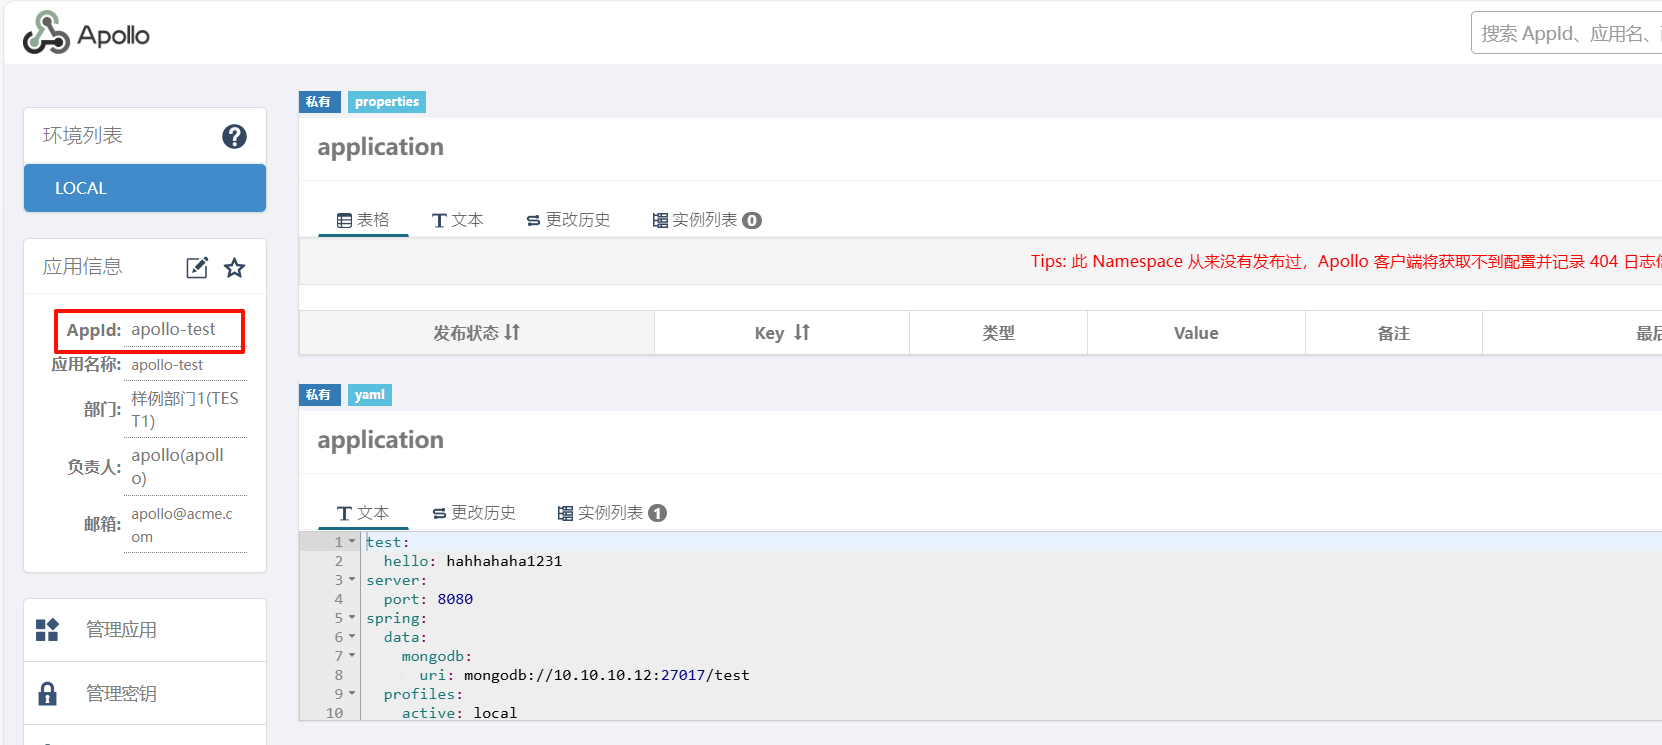 Apollo
搜索 AppId、应用名、
环境列表
LOCAL
应用信息
AppId: apollo-test
应用名称: apollo-test
部门: 样例部门1(TES
T1)
负责人: apollo(apoll
o)
邮箱: apollo@acme.c
om
管理应用
管理密钥
私有 properties
application
表格 文本 更改历史 实例列表 0
Tips: 此 Namespace 从来没有发布过，Apollo 客户端将获取不到配置并记录 404 日志信
发布状态 Key 类型 Value 备注 最后
私有 yaml
application
文本 更改历史 实例列表 1
1 test:
2 hello: hahhahaha1231
3 server:
4 port: 8080
5 spring:
6 data:
7 mongodb:
8 uri: mongodb://10.10.10.12:27017/test
9 profiles:
10 active: local